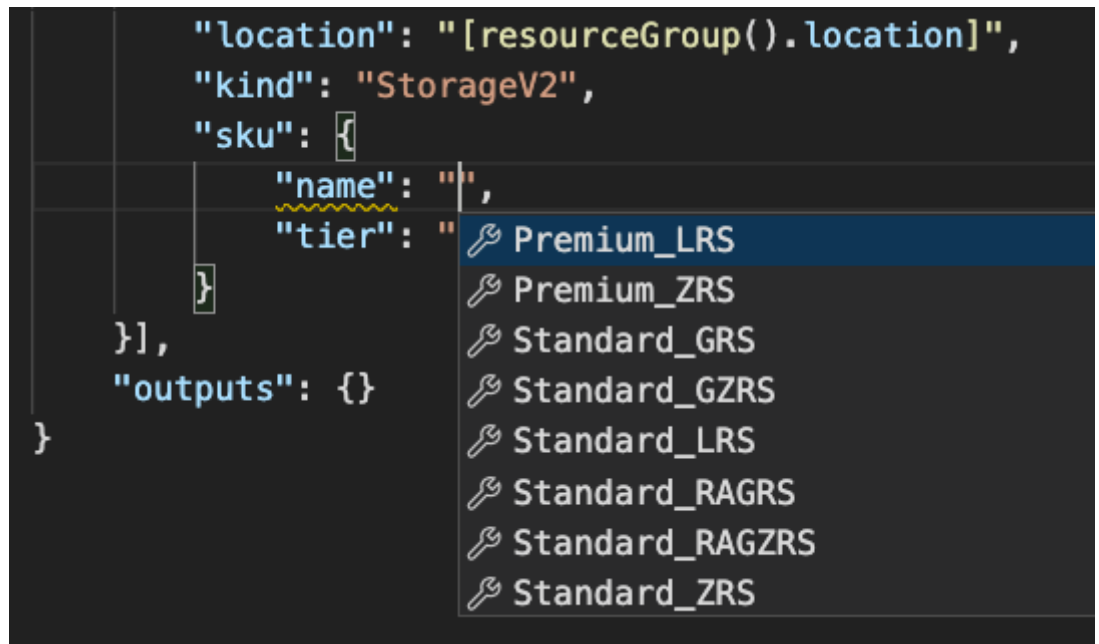 "location": "[resourceGroup().location]",
"kind": "StorageV2",
"sku": {
"name": "",
"tier": "
Premium_LRS
Premium_ZRS
Standard_GRS
Standard_GZRS
Standard_LRS
Standard_RAGRS
Standard_RAGZRS
Standard_ZRS
}
}],
"outputs": {}
}